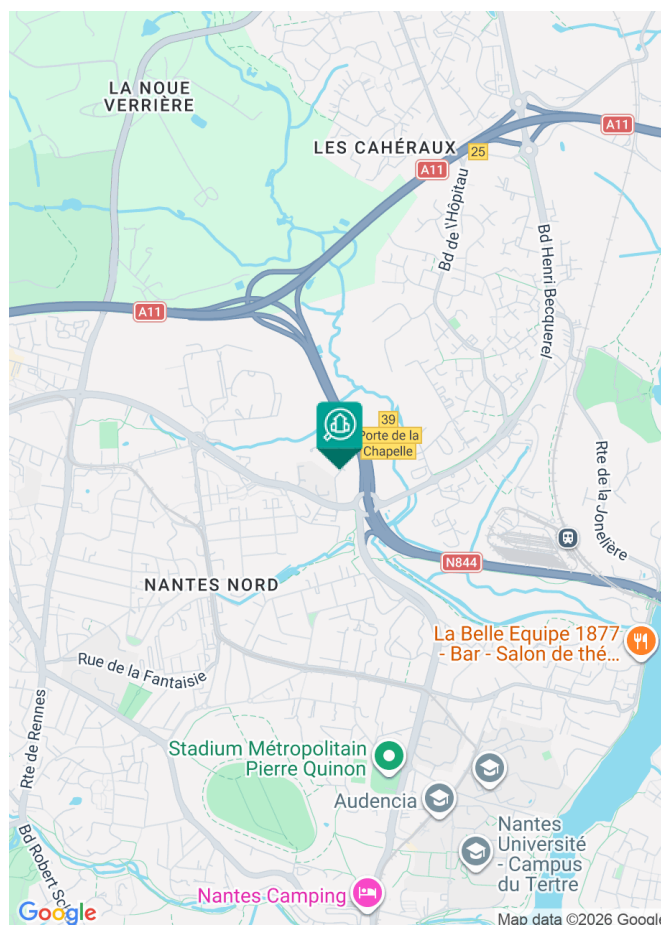 LA NOUE
VERRIÈRE
LES CAHÉRAUX
A11
25
A11
Bd de l'Hôpitau
Bd Henri Becquerel
A11
39
Porte de la
Chapelle
Rte de la Jonelière
N844
NANTES NORD
La Belle Equipe 1877
- Bar - Salon de thé...
Rue de la Fantaisie
Rte de Rennes
Stadium Métropolitain
Pierre Quinon
Audencia
Nantes
Université
- Campus
du Tertre
Bd Robert Sc
Nantes Camping
Google
Map data ©2026 Google